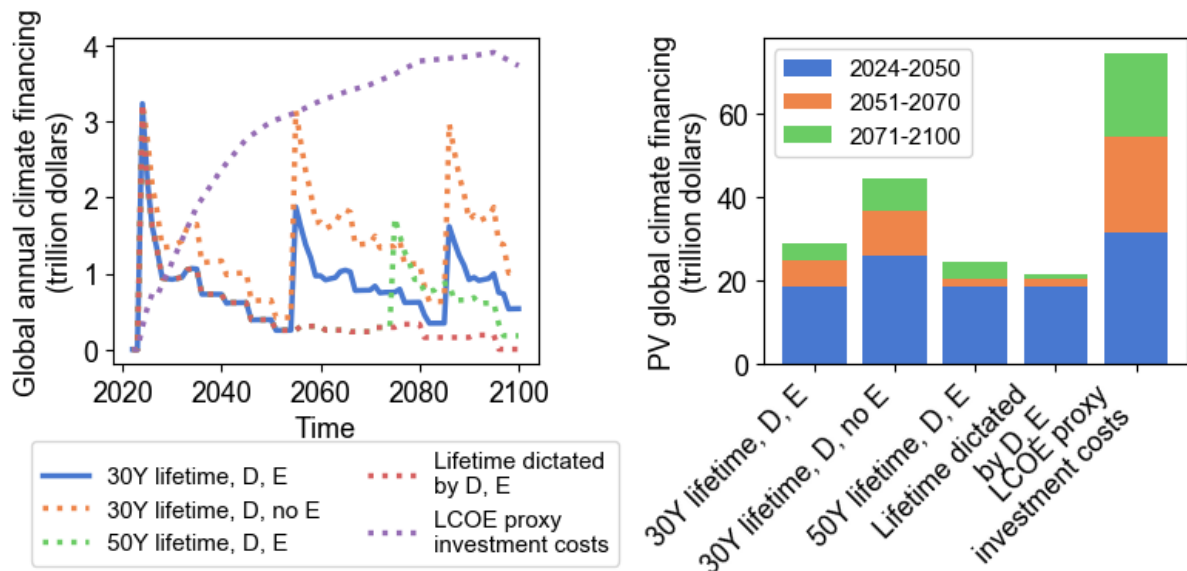 Global annual climate financing
(trillion dollars)
4
3
2
1
0
2020
2040
2060
2080
2100
Time
30Y lifetime, D, E
30Y lifetime, D, no E
50Y lifetime, D, E
Lifetime dictated
by D, E
LCOE proxy
investment costs
PV global climate financing
(trillion dollars)
60
40
20
0
2024-2050
2051-2070
2071-2100
30Y lifetime, D, E
30Y lifetime, D, no E
50Y lifetime, D, E
Lifetime dictated
by D, E
LCOE proxy
investment costs